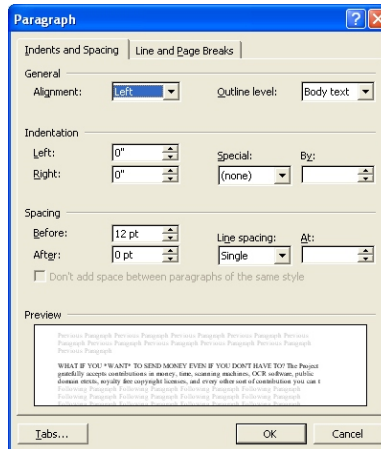 Paragraph
Indents and Spacing Line and Page Breaks
General
Alignment: Left Outline level: Body text
Indentation
Left: 0" Special: By:
Right: 0" (none)
Spacing
Before: 12 pt Line spacing: At:
After: 0 pt Single
Don't add space between paragraphs of the same style
Preview
Previous Paragraph Previous Paragraph Previous Paragraph Previous Paragraph Previous
Paragraph Previous Paragraph Previous Paragraph Previous Paragraph Previous Paragraph
WHAT IF YOU *WANT* TO SEND MONEY EVEN IF YOU DON'T HAVE TO? The Project
gratefully accepts contributions in money, time, scanning machines, OCR software, public
domain etexts, royalty free copyright licenses, and every other sort of contribution you can t
Following Paragraph Following Paragraph Following Paragraph Following Paragraph
Following Paragraph Following Paragraph Following Paragraph Following Paragraph
Tabs... OK Cancel